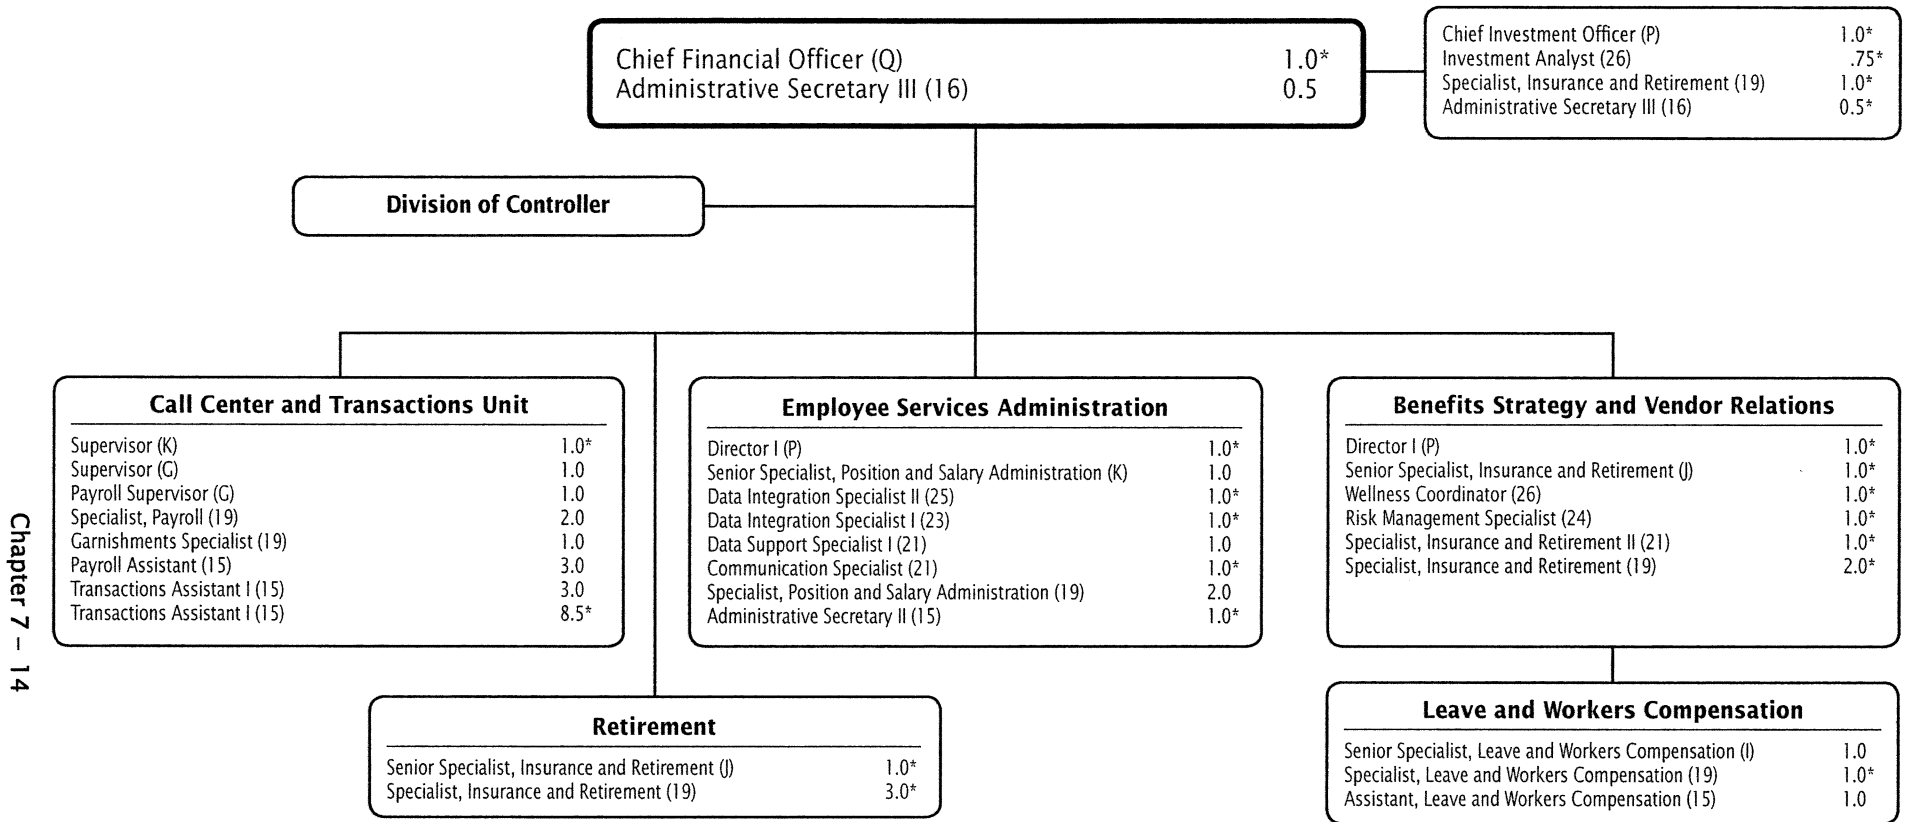 Chief Financial Officer (Q) 1.0*
Administrative Secretary III (16) 0.5
Chief Investment Officer (P) 1.0*
Investment Analyst (26) .75*
Specialist, Insurance and Retirement (19) 1.0*
Administrative Secretary III (16) 0.5*
Division of Controller
Call Center and Transactions Unit
Supervisor (K) 1.0*
Supervisor (G) 1.0
Payroll Supervisor (G) 1.0
Specialist, Payroll (19) 2.0
Garnishments Specialist (19) 1.0
Payroll Assistant (15) 3.0
Transactions Assistant I (15) 3.0
Transactions Assistant I (15) 8.5*
Employee Services Administration
Director I (P) 1.0*
Senior Specialist, Position and Salary Administration (K) 1.0
Data Integration Specialist II (25) 1.0*
Data Integration Specialist I (23) 1.0*
Data Support Specialist I (21) 1.0
Communication Specialist (21) 1.0*
Specialist, Position and Salary Administration (19) 2.0
Administrative Secretary II (15) 1.0*
Benefits Strategy and Vendor Relations
Director I (P) 1.0*
Senior Specialist, Insurance and Retirement (J) 1.0*
Wellness Coordinator (26) 1.0*
Risk Management Specialist (24) 1.0*
Specialist, Insurance and Retirement II (21) 1.0*
Specialist, Insurance and Retirement (19) 2.0*
Retirement
Senior Specialist, Insurance and Retirement (J) 1.0*
Specialist, Insurance and Retirement (19) 3.0*
Leave and Workers Compensation
Senior Specialist, Leave and Workers Compensation (I) 1.0
Specialist, Leave and Workers Compensation (19) 1.0*
Assistant, Leave and Workers Compensation (15) 1.0
Chapter 7 – 14